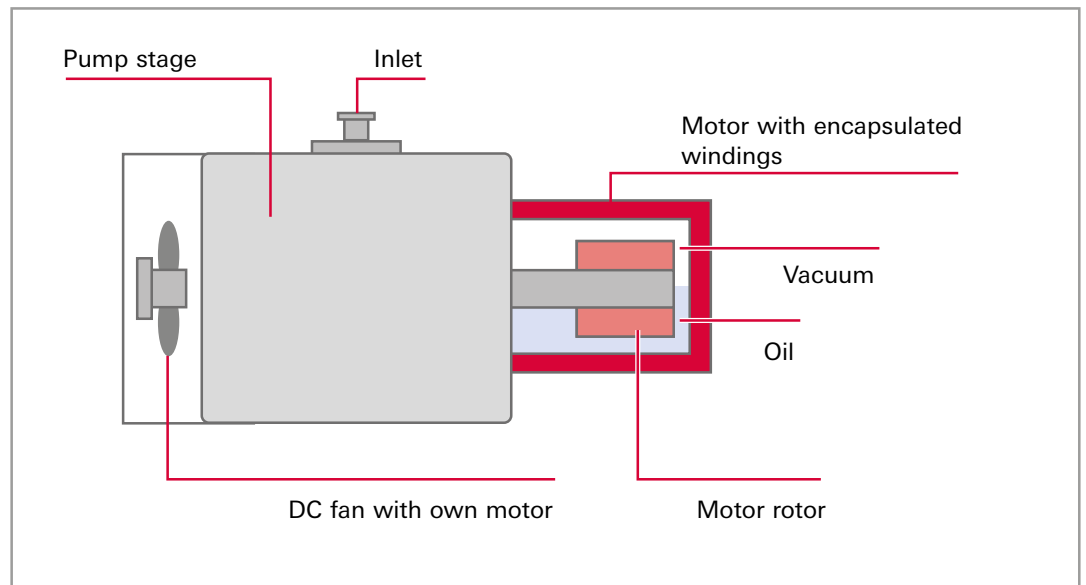 Pump stage
Inlet
Motor with encapsulated
windings
Vacuum
Oil
DC fan with own motor
Motor rotor